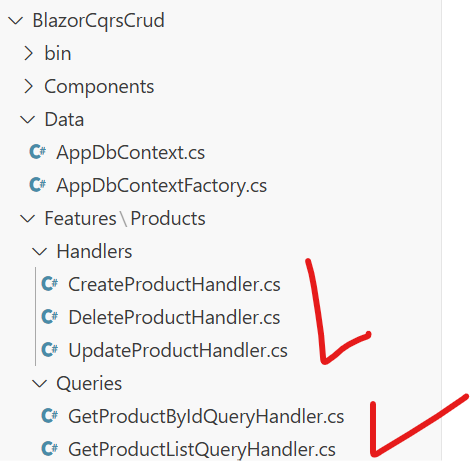 BlazorCqrsCrud
bin
Components
Data
C# AppDbContext.cs
C# AppDbContextFactory.cs
Features\Products
Handlers
C# CreateProductHandler.cs
C# DeleteProductHandler.cs
C# UpdateProductHandler.cs
Queries
C# GetProductByIdQueryHandler.cs
C# GetProductListQueryHandler.cs